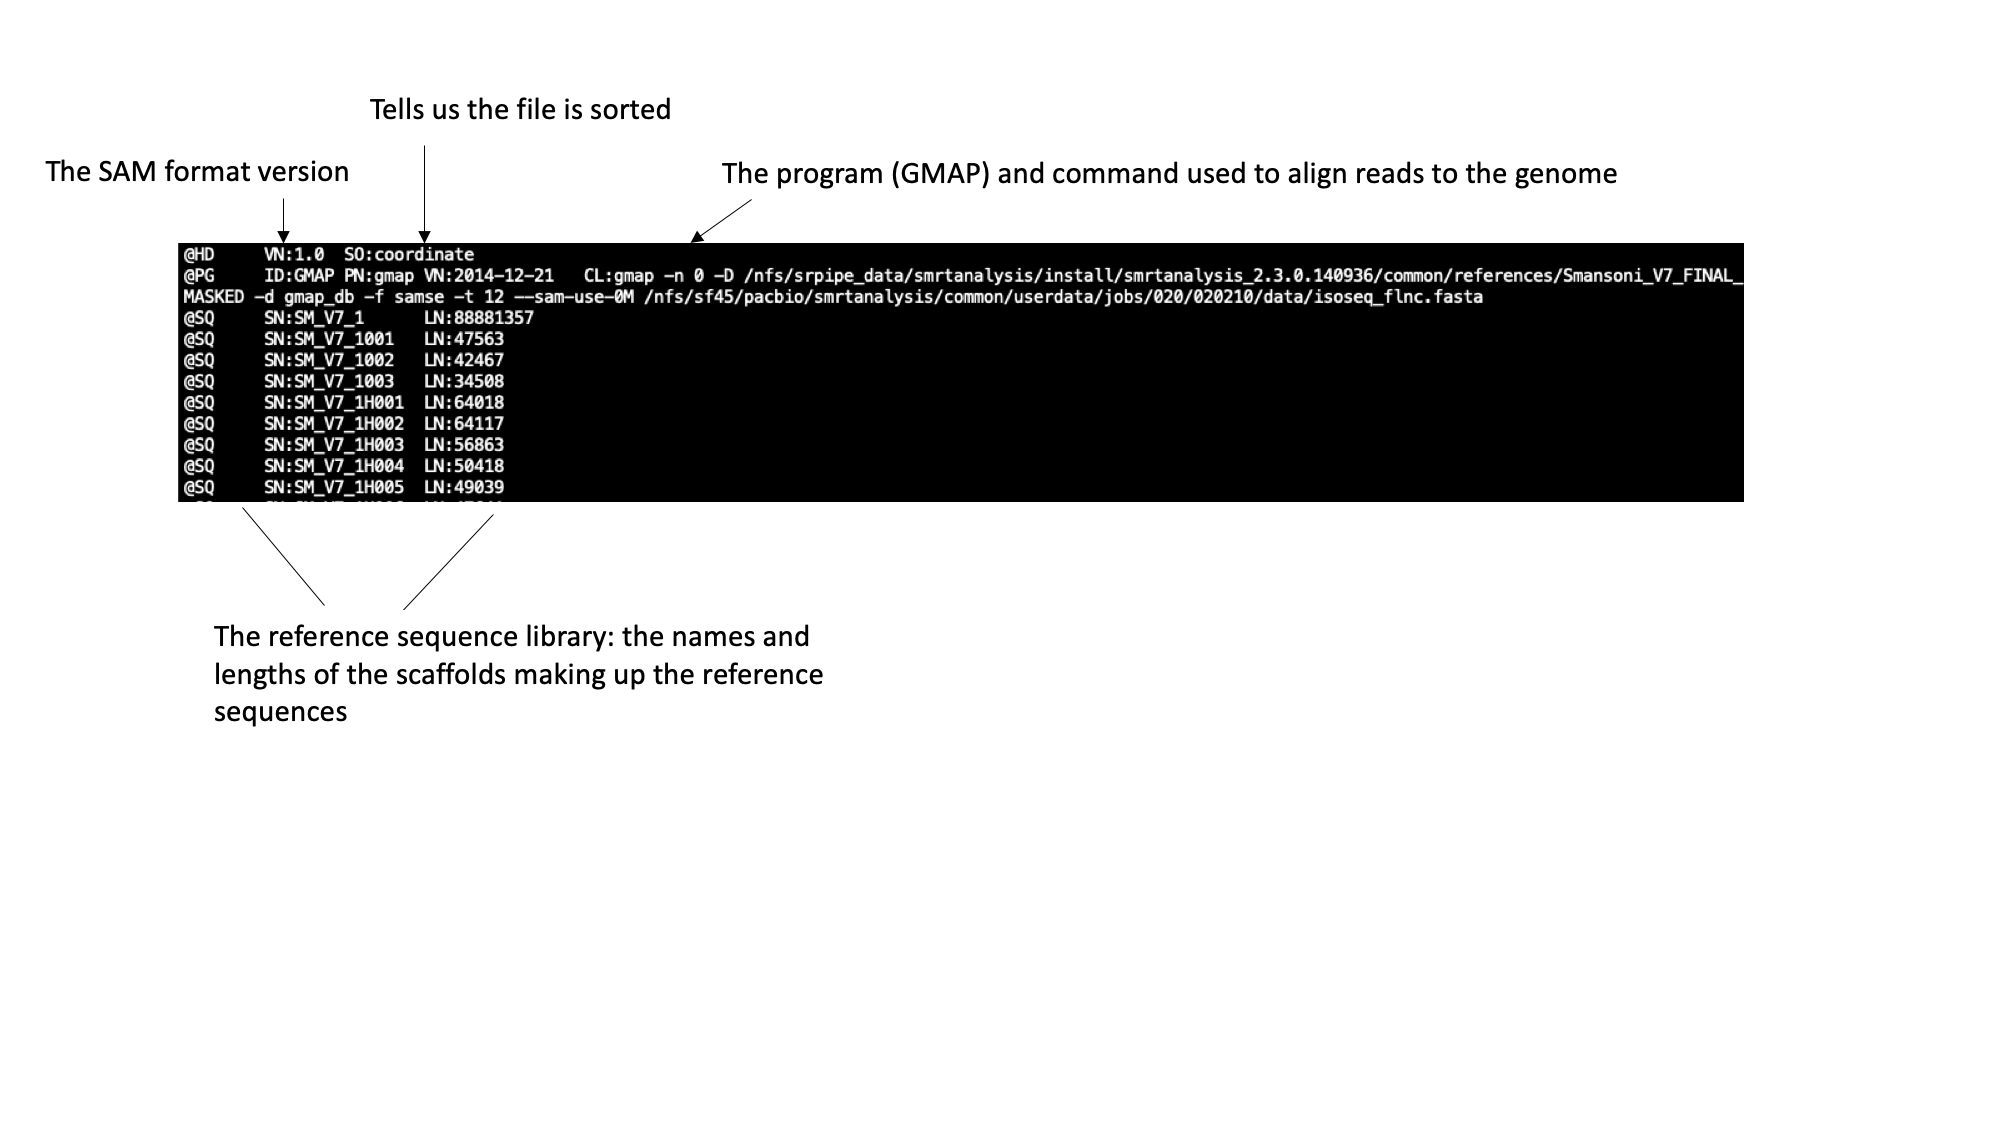 Tells us the file is sorted
The SAM format version
The program (GMAP) and command used to align reads to the genome
@HD VN:1.0 SO:coordinate
@PG ID:GMAP PN:gmap VN:2014-12-21 CL:gmap -n 0 -D /nfs/srpipe_data/smrtanalysis/install/smrtanalysis_2.3.0.140936/common/references/Smansoni_V7_FINAL_
MASKED -d gmap_db -f samse -t 12 --sam-use-0M /nfs/sf45/pacbio/smrtanalysis/common/userdata/jobs/020/020210/data/isoseq_flnc.fasta
@SQ SN:SM_V7_1 LN:88881357
@SQ SN:SM_V7_1001 LN:47563
@SQ SN:SM_V7_1002 LN:42467
@SQ SN:SM_V7_1003 LN:34508
@SQ SN:SM_V7_1H001 LN:64018
@SQ SN:SM_V7_1H002 LN:64117
@SQ SN:SM_V7_1H003 LN:56863
@SQ SN:SM_V7_1H004 LN:50418
@SQ SN:SM_V7_1H005 LN:49039
The reference sequence library: the names and
lengths of the scaffolds making up the reference
sequences